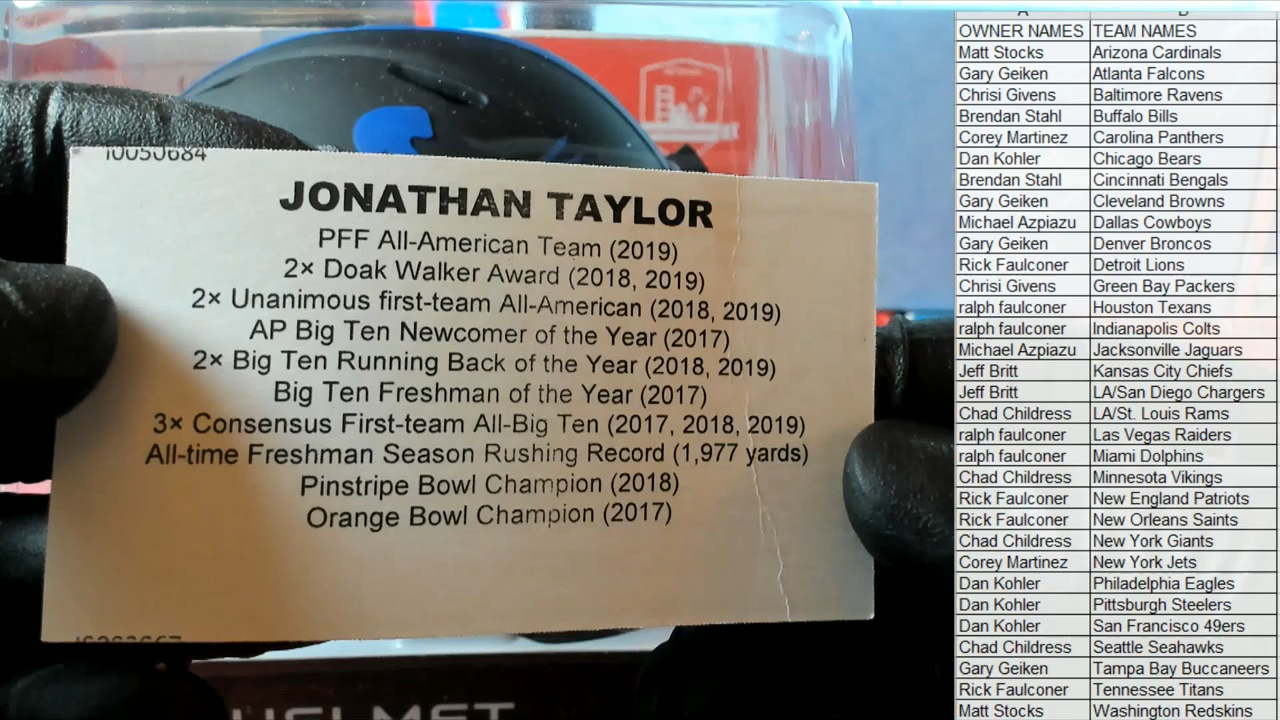 10050684
JONATHAN TAYLOR
PFF All-American Team (2019)
2× Doak Walker Award (2018, 2019)
2× Unanimous first-team All-American (2018, 2019)
AP Big Ten Newcomer of the Year (2017)
2× Big Ten Running Back of the Year (2018, 2019)
Big Ten Freshman of the Year (2017)
3× Consensus First-team All-Big Ten (2017, 2018, 2019)
All-time Freshman Season Rushing Record (1,977 yards)
Pinstripe Bowl Champion (2018)
Orange Bowl Champion (2017)
HELMET
OWNER NAMES TEAM NAMES
Matt Stocks Arizona Cardinals
Gary Geiken Atlanta Falcons
Chrisi Givens Baltimore Ravens
Brendan Stahl Buffalo Bills
Corey Martinez Carolina Panthers
Dan Kohler Chicago Bears
Brendan Stahl Cincinnati Bengals
Gary Geiken Cleveland Browns
Michael Azpiazu Dallas Cowboys
Gary Geiken Denver Broncos
Rick Faulconer Detroit Lions
Chrisi Givens Green Bay Packers
ralph faulconer Houston Texans
ralph faulconer Indianapolis Colts
Michael Azpiazu Jacksonville Jaguars
Jeff Britt Kansas City Chiefs
Jeff Britt LA/San Diego Chargers
Chad Childress LA/St. Louis Rams
ralph faulconer Las Vegas Raiders
ralph faulconer Miami Dolphins
Chad Childress Minnesota Vikings
Rick Faulconer New England Patriots
Rick Faulconer New Orleans Saints
Chad Childress New York Giants
Corey Martinez New York Jets
Dan Kohler Philadelphia Eagles
Dan Kohler Pittsburgh Steelers
Dan Kohler San Francisco 49ers
Chad Childress Seattle Seahawks
Gary Geiken Tampa Bay Buccaneers
Rick Faulconer Tennessee Titans
Matt Stocks Washington Redskins